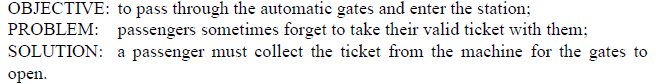 OBJECTIVE: to pass through the automatic gates and enter the station;
PROBLEM: passengers sometimes forget to take their valid ticket with them;
SOLUTION: a passenger must collect the ticket from the machine for the gates to
open.